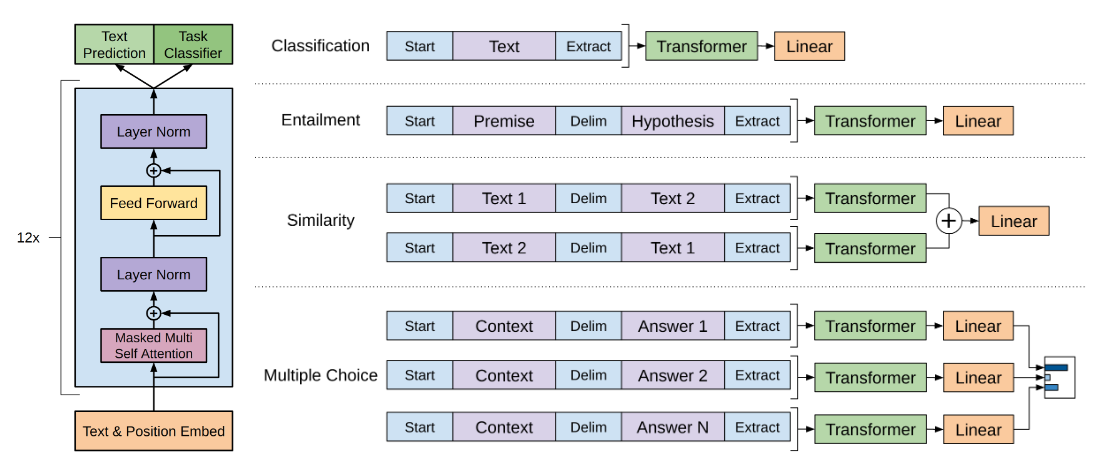 Text
Prediction
Task
Classifier
Layer Norm
+
Feed Forward
12x
Layer Norm
+
Masked Multi
Self Attention
Text & Position Embed
Classification
Start Text Extract Transformer Linear
Entailment
Start Premise Delim Hypothesis Extract Transformer Linear
Similarity
Start Text 1 Delim Text 2 Extract Transformer
+ Linear
Start Text 2 Delim Text 1 Extract Transformer
Multiple Choice
Start Context Delim Answer 1 Extract Transformer Linear
Start Context Delim Answer 2 Extract Transformer Linear
Start Context Delim Answer N Extract Transformer Linear